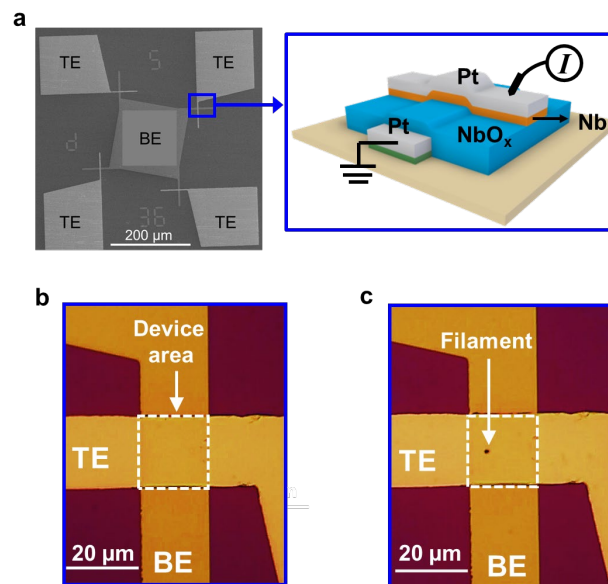 a
TE
5
TE
BE
d
TE
.36
TE
200 µm
Pt
I
Pt
NbOₓ
Nb
b
Device
area
TE
20 µm
BE
c
Filament
TE
20 µm
BE